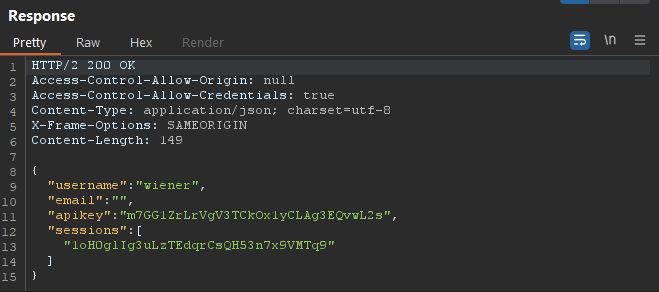 Response
Pretty Raw Hex Render
\n
1 HTTP/2 200 OK
2 Access-Control-Allow-Origin: null
3 Access-Control-Allow-Credentials: true
4 Content-Type: application/json; charset=utf-8
5 X-Frame-Options: SAMEORIGIN
6 Content-Length: 149
7
8 {
9 "username":"wiener",
10 "email":"",
11 "apikey":"m7GG1ZrLrVgV3TCkOx1yCLAg3EQvwL2s",
12 "sessions":[
13 "1oHOglIg3uLzTEdqrCsQH53n7x9VMTq9"
14 ]
15 }